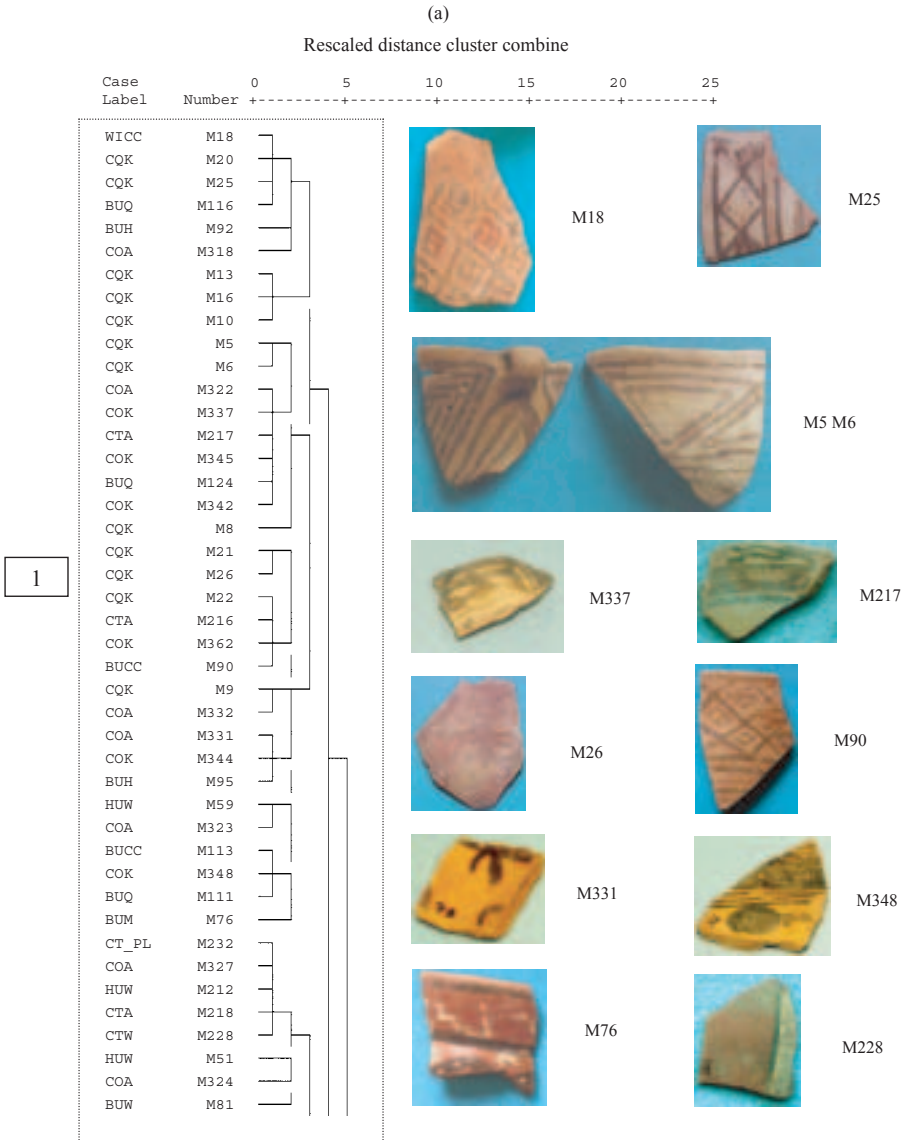 (a)
Rescaled distance cluster combine
Case 0 5 10 15 20 25
Label Number
WICC M18
CQK M20
CQK M25
BUQ M116
BUH M92
COA M318
CQK M13
CQK M16
CQK M10
CQK M5
CQK M6
COA M322
COK M337
CTA M217
COK M345
BUQ M124
COK M342
CQK M8
CQK M21
CQK M26
CQK M22
CTA M216
COK M362
BUCC M90
CQK M9
COA M332
COA M331
COK M344
BUH M95
HUW M59
COA M323
BUCC M113
COK M348
BUQ M111
BUM M76
CT_PL M232
COA M327
HUW M212
CTA M218
CTW M228
HUW M51
COA M324
BUW M81
1
M18
M25
M5 M6
M337
M217
M26
M90
M331
M348
M76
M228